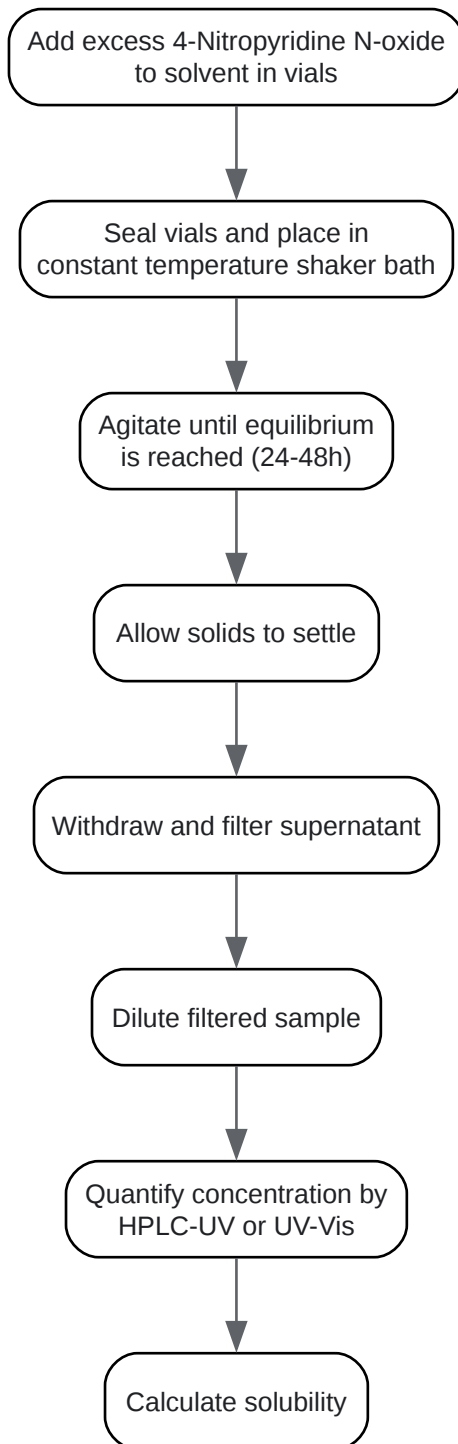 Add excess 4-Nitropyridine N-oxide
to solvent in vials
Seal vials and place in
constant temperature shaker bath
Agitate until equilibrium
is reached (24-48h)
Allow solids to settle
Withdraw and filter supernatant
Dilute filtered sample
Quantify concentration by
HPLC-UV or UV-Vis
Calculate solubility